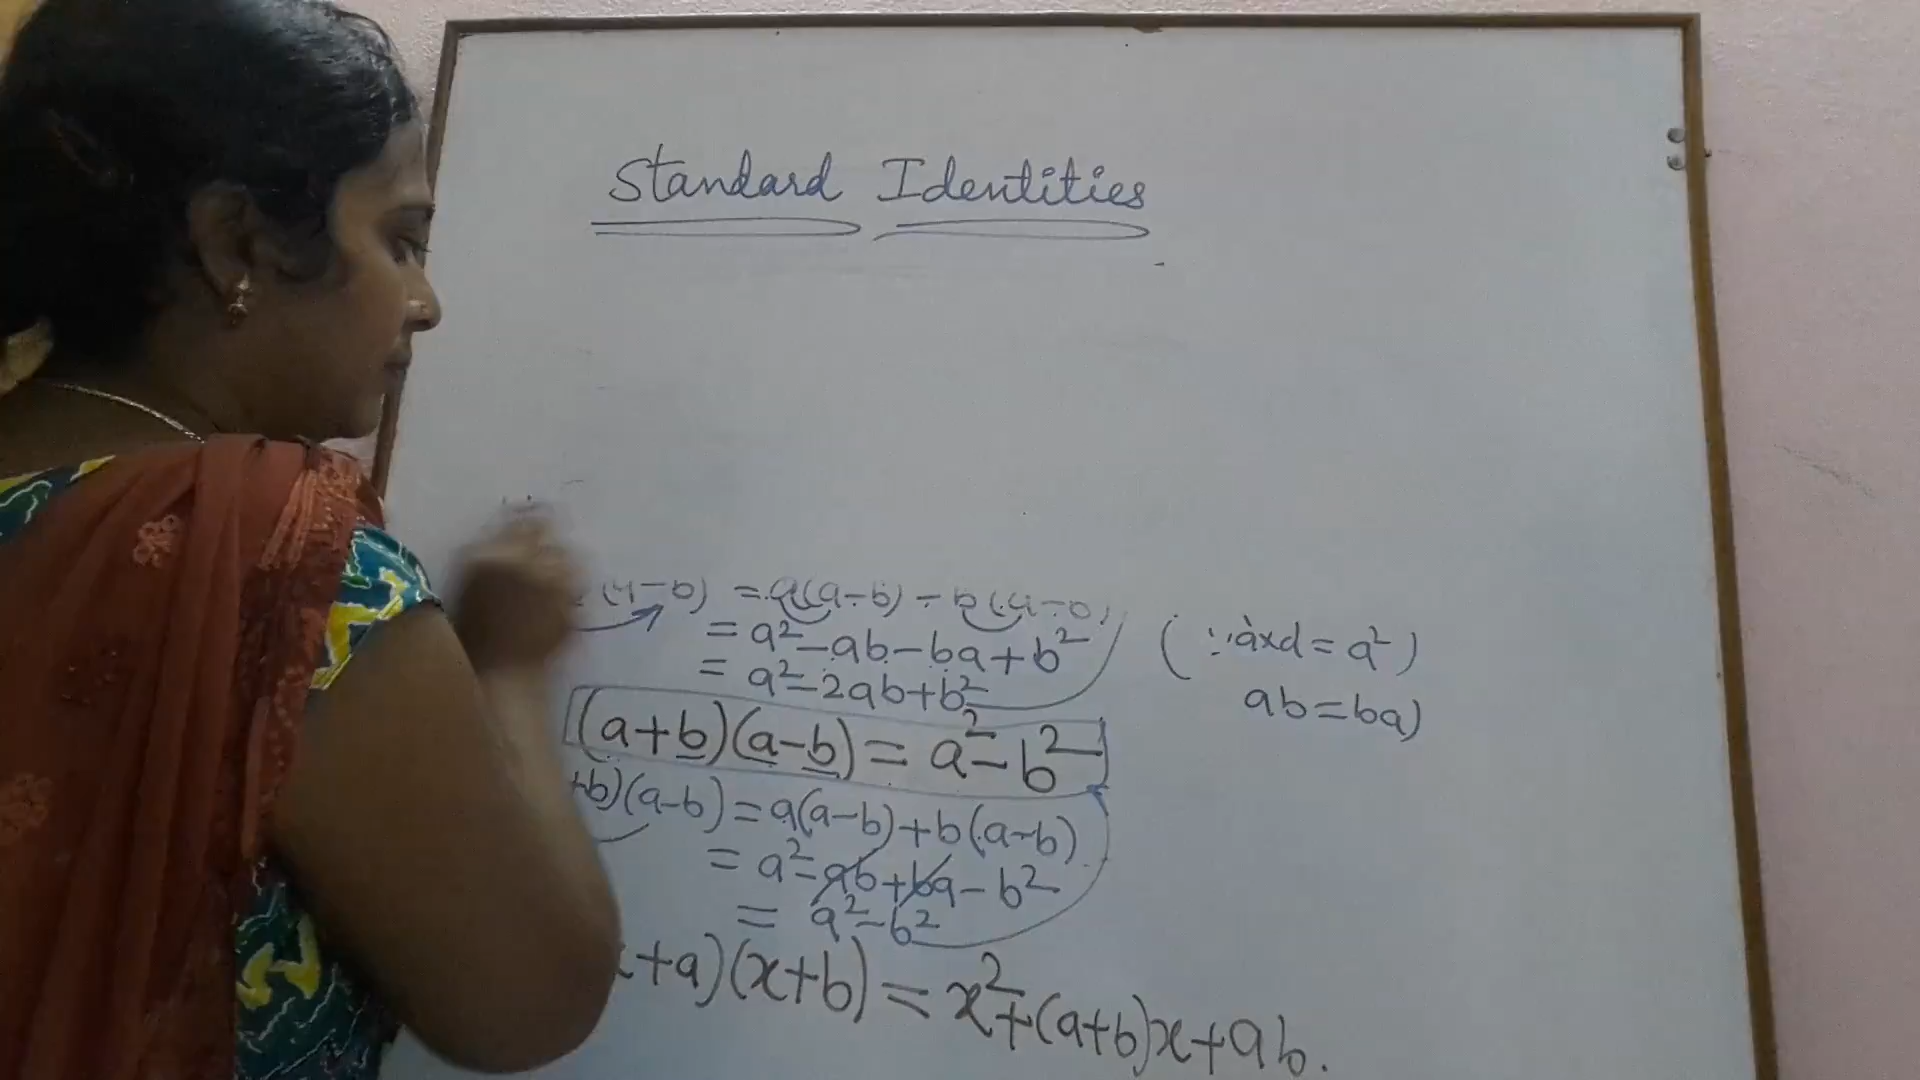 Standard Identities
(a-b) = a(a-b) - b(a-b)
= a²-ab-ba+b² (∵axa = a²)
= a²-2ab+b² ab=ba)
(a+b)(a-b) = a²-b²
+b)(a-b) = a(a-b)+b(a-b)
= a²-ab+ba-b²
= a²-b²
+a)(x+b) = x²+(a+b)x+ab.